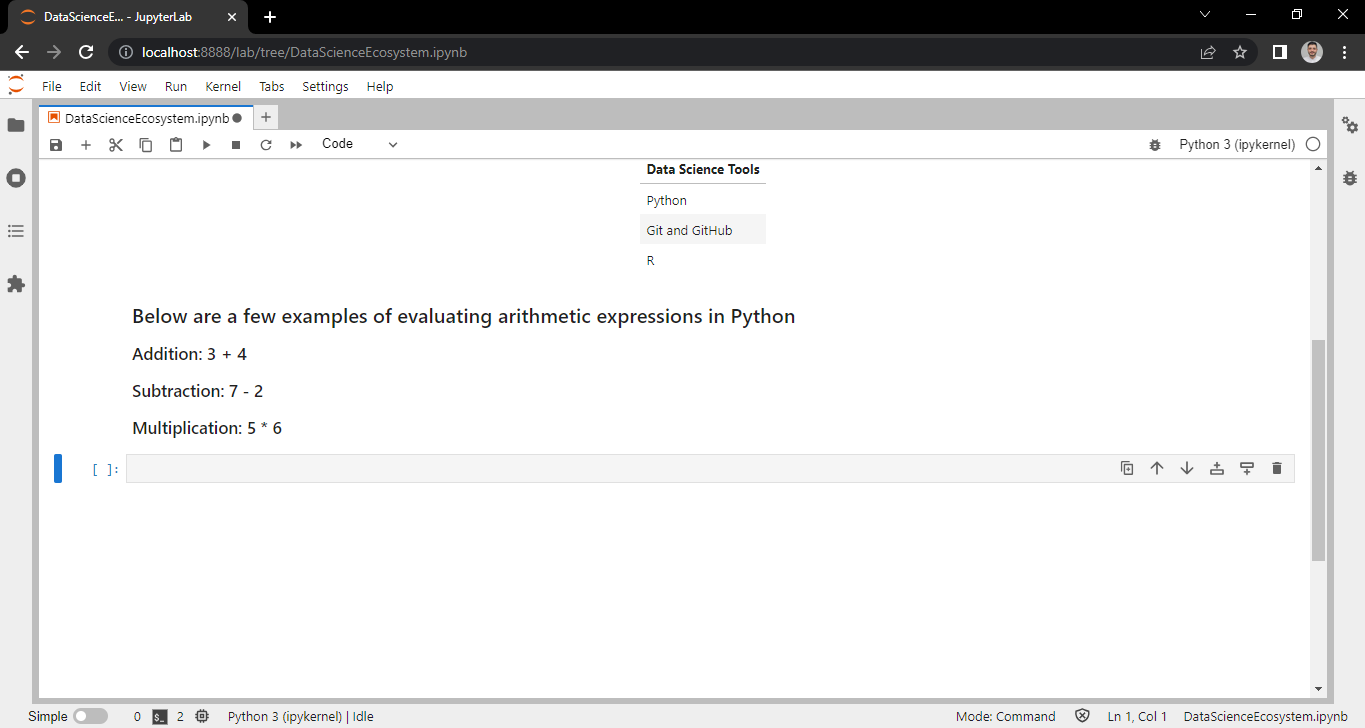 DataScienceE... - JupyterLab
localhost:8888/lab/tree/DataScienceEcosystem.ipynb
File Edit View Run Kernel Tabs Settings Help
DataScienceEcosystem.ipynb
Code
Python 3 (ipykernel)
Data Science Tools
Python
Git and GitHub
R
Below are a few examples of evaluating arithmetic expressions in Python
Addition: 3 + 4
Subtraction: 7 - 2
Multiplication: 5 * 6
[ ]:
Simple 0 $_ 2 Python 3 (ipykernel) | Idle Mode: Command Ln 1, Col 1 DataScienceEcosystem.ipynb